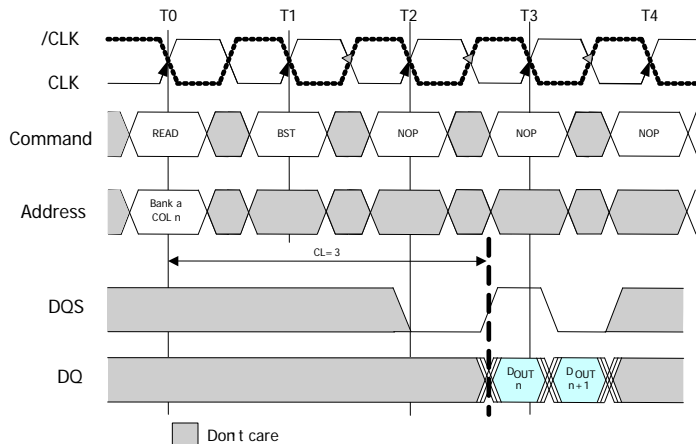 T0 T1 T2 T3 T4
/CLK
CLK
Command READ BST NOP NOP NOP
Address Bank a COL n
CL=3
DQS
DQ DOUT n DOUT n+1
Don't care